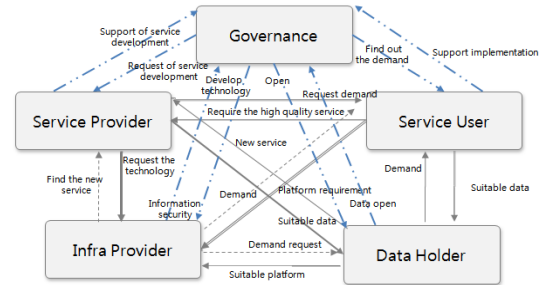 Support of service
development
Governance
Find out
the demand
Support implementation
Request of service
development
Develop
technology
Open
Request demand
Service Provider
Require the high quality service
Service User
New service
Request the
technology
Find the new
service
Demand
Suitable data
Information
security
Demand
Platform requirement
Suitable data
Data open
Infra Provider
Demand request
Data Holder
Suitable platform